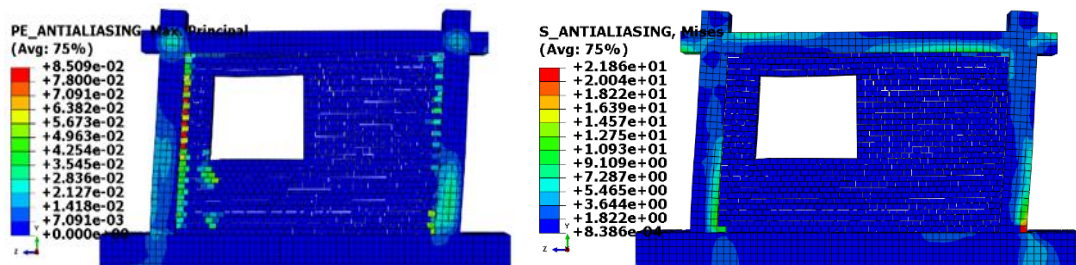 PE_ANTIALIASING, Max. Principal
(Avg: 75%)
+8.509e-02
+7.800e-02
+7.091e-02
+6.382e-02
+5.673e-02
+4.963e-02
+4.254e-02
+3.545e-02
+2.836e-02
+2.127e-02
+1.418e-02
+7.091e-03
+0.000e+00
Y
Z
S_ANTIALIASING, Mises
(Avg: 75%)
+2.186e+01
+2.004e+01
+1.822e+01
+1.639e+01
+1.457e+01
+1.275e+01
+1.093e+01
+9.109e+00
+7.287e+00
+5.465e+00
+3.644e+00
+1.822e+00
+8.386e-04
Y
Z